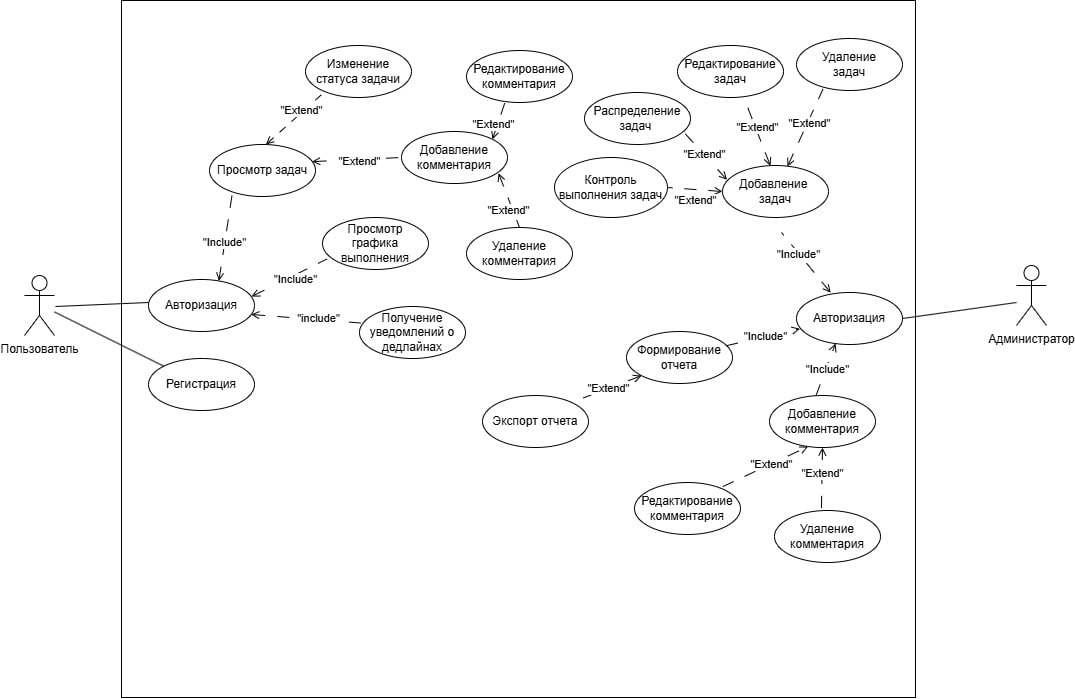 Изменение
статуса задачи
"Extend"
Редактирование
комментария
"Extend"
Просмотр задач
"Extend"
Добавление
комментария
"Extend"
Удаление
комментария
"Include"
Просмотр
графика
выполнения
"Include"
Авторизация
"include"
Получение
уведомлений о
дедлайнах
Регистрация
Пользователь
Редактирование
задач
Удаление
задач
Распределение
задач
"Extend"
"Extend"
"Extend"
Контроль
выполнения задач
"Extend"
Добавление
задач
"Include"
Авторизация
Администратор
Формирование
отчета
"Include"
"Extend"
Экспорт отчета
"Include"
Добавление
комментария
"Extend"
"Extend"
Редактирование
комментария
Удаление
комментария